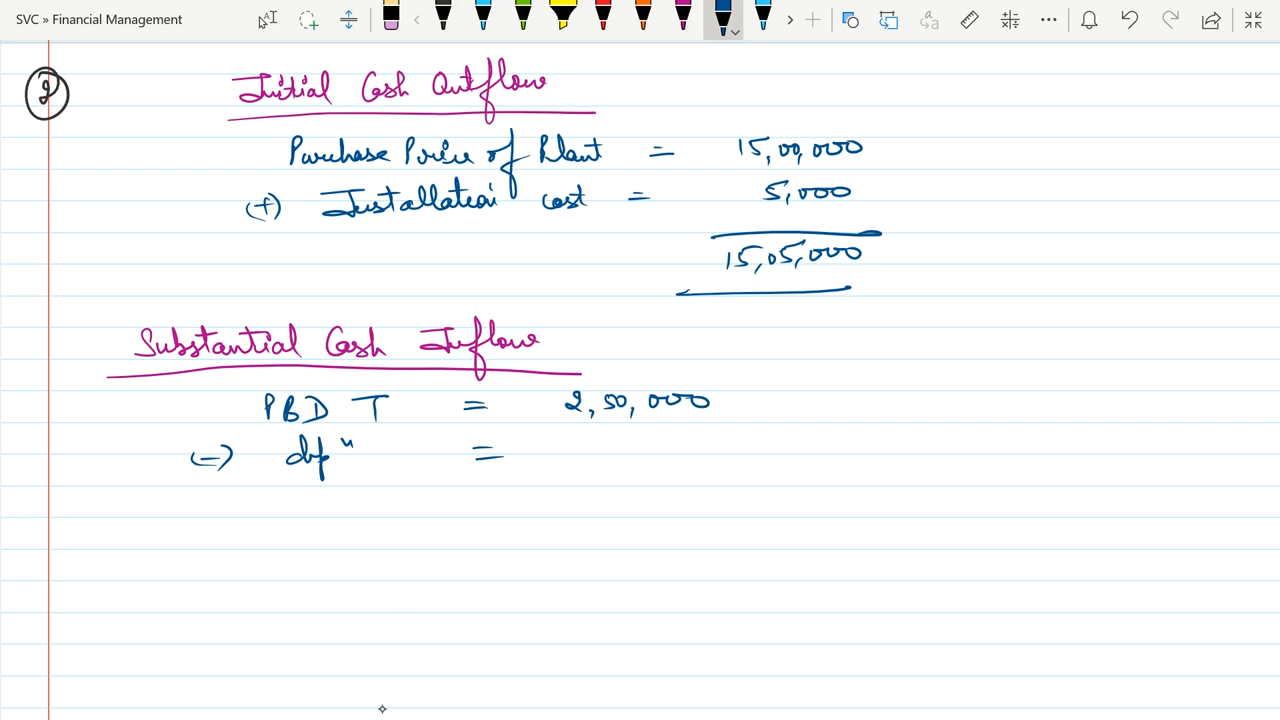 SVC » Financial Management
2 Initial Cash Outflow
Purchase Price of Plant = 15,00,000
(+) Installation cost = 5,000
15,05,000
Substantial Cash Inflow
PBDT = 2,50,000
(-) depn =